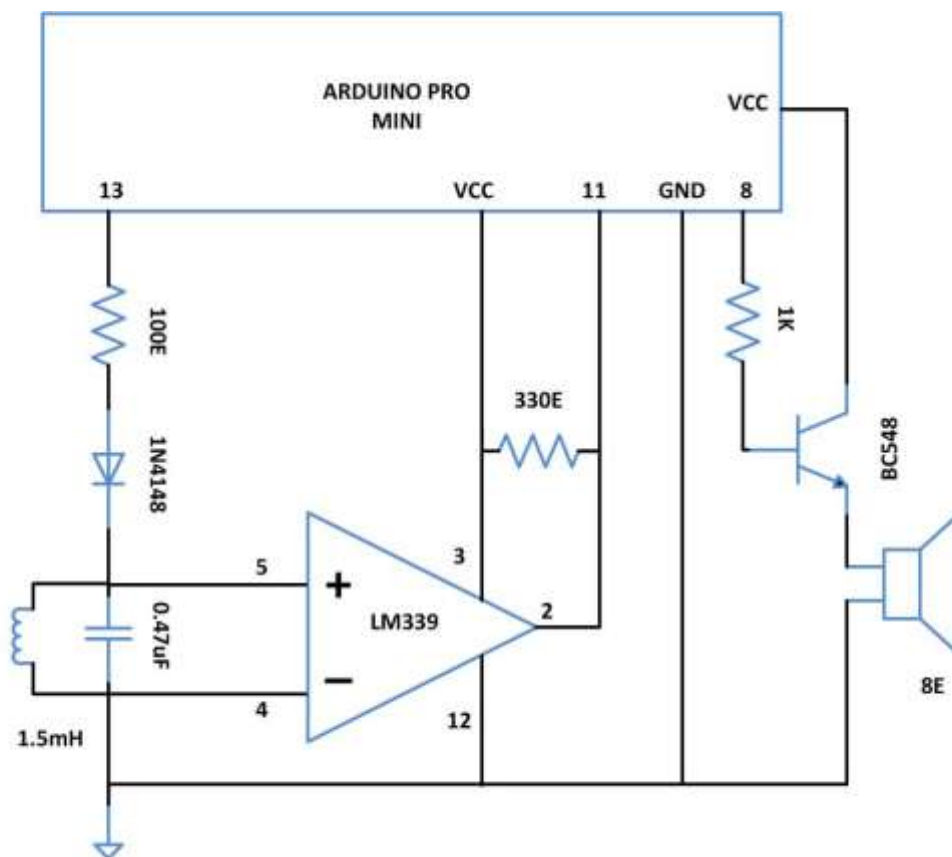 ARDUINO PRO
MINI
VCC
13
VCC
11
GND
8
100E
1K
330E
1N4148
BC548
3
5
+
LM339
2
0.47uF
−
4
12
8E
1.5mH